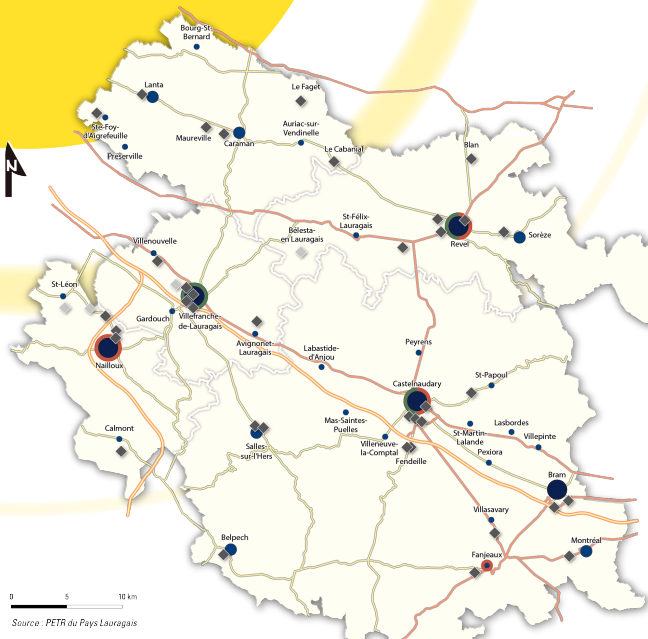 Bourg-St-
Bernard
Lanta
Le Faget
Ste-Foy-
d'Aigrefeuille
Maureville
Caraman
Auriac-sur-
Vendinelle
Préserville
Le Cabanial
Blan
N
St-Félix-
Lauragais
Revel
Sorèze
Bélesta-
en Lauragais
Villenouvelle
St-Léon
Gardouch
Villefranche-
de-Lauragais
Avignonet-
Lauragais
Labastide-
d'Anjou
Peyrens
Nailloux
Castelnaudary
St-Papoul
Calmont
Mas-Saintes-
Puelles
Salles-
sur-l'Hers
Villeneuve-
la-Comptal
Fendeille
St-Martin-
Lalande
Lasbordes
Villepinte
Pexiora
Bram
Villasavary
Belpech
Fanjeaux
Montréal
0 5 10 km
Source : PETR du Pays Lauragais